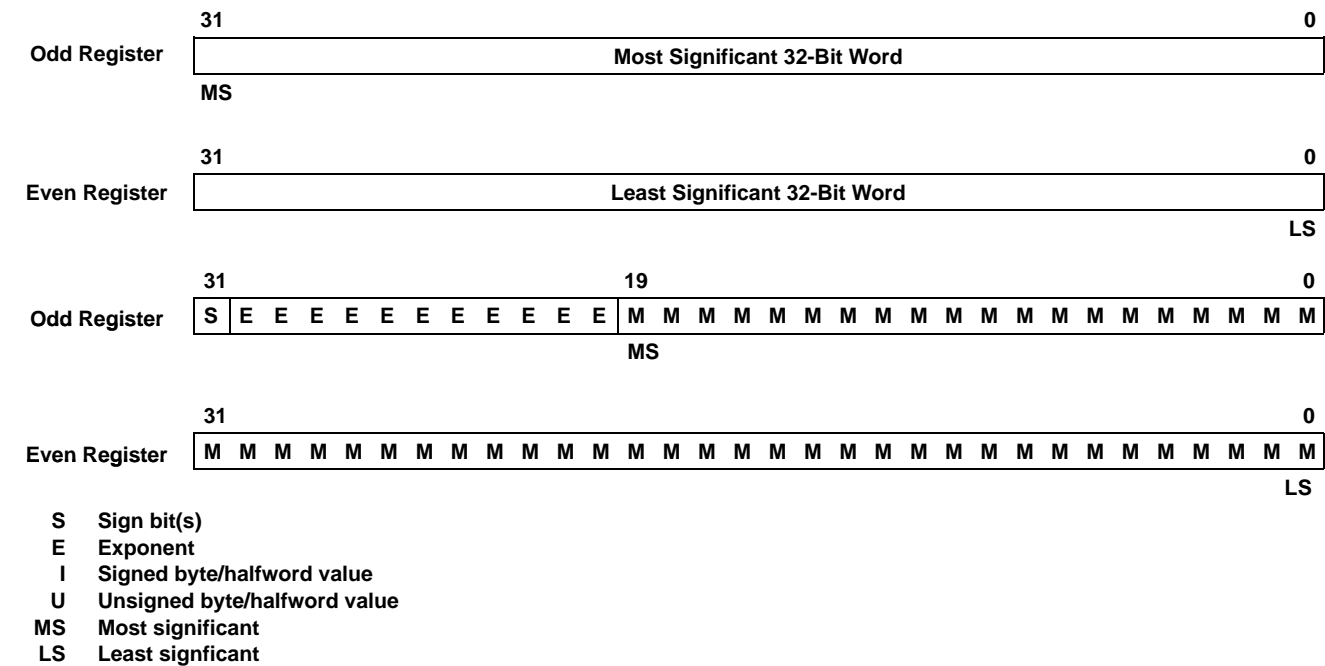 31 0
Odd Register Most Significant 32-Bit Word
MS
31 0
Even Register Least Significant 32-Bit Word
LS
31 19 0
Odd Register S E E E E E E E E E E E M M M M M M M M M M M M M M M M M M M M
MS
31 0
Even Register M M M M M M M M M M M M M M M M M M M M M M M M M M M M M M M M
LS
S Sign bit(s)
E Exponent
I Signed byte/halfword value
U Unsigned byte/halfword value
MS Most significant
LS Least signficant